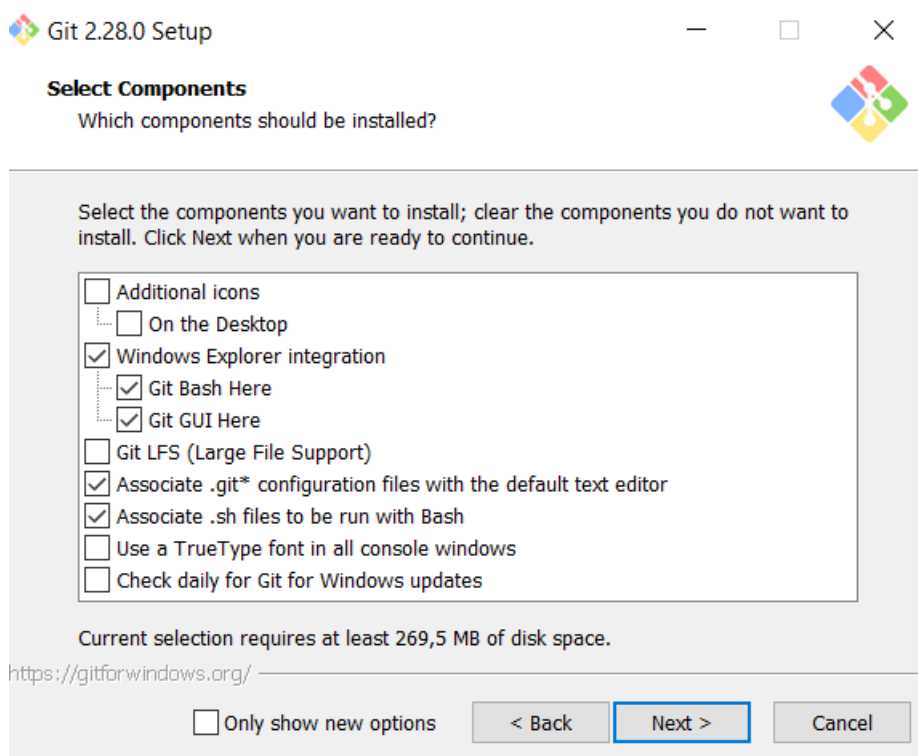 Git 2.28.0 Setup
Select Components
Which components should be installed?
Select the components you want to install; clear the components you do not want to
install. Click Next when you are ready to continue.
Additional icons
On the Desktop
Windows Explorer integration
Git Bash Here
Git GUI Here
Git LFS (Large File Support)
Associate .git* configuration files with the default text editor
Associate .sh files to be run with Bash
Use a TrueType font in all console windows
Check daily for Git for Windows updates
Current selection requires at least 269,5 MB of disk space.
https://gitforwindows.org/
Only show new options
< Back
Next >
Cancel